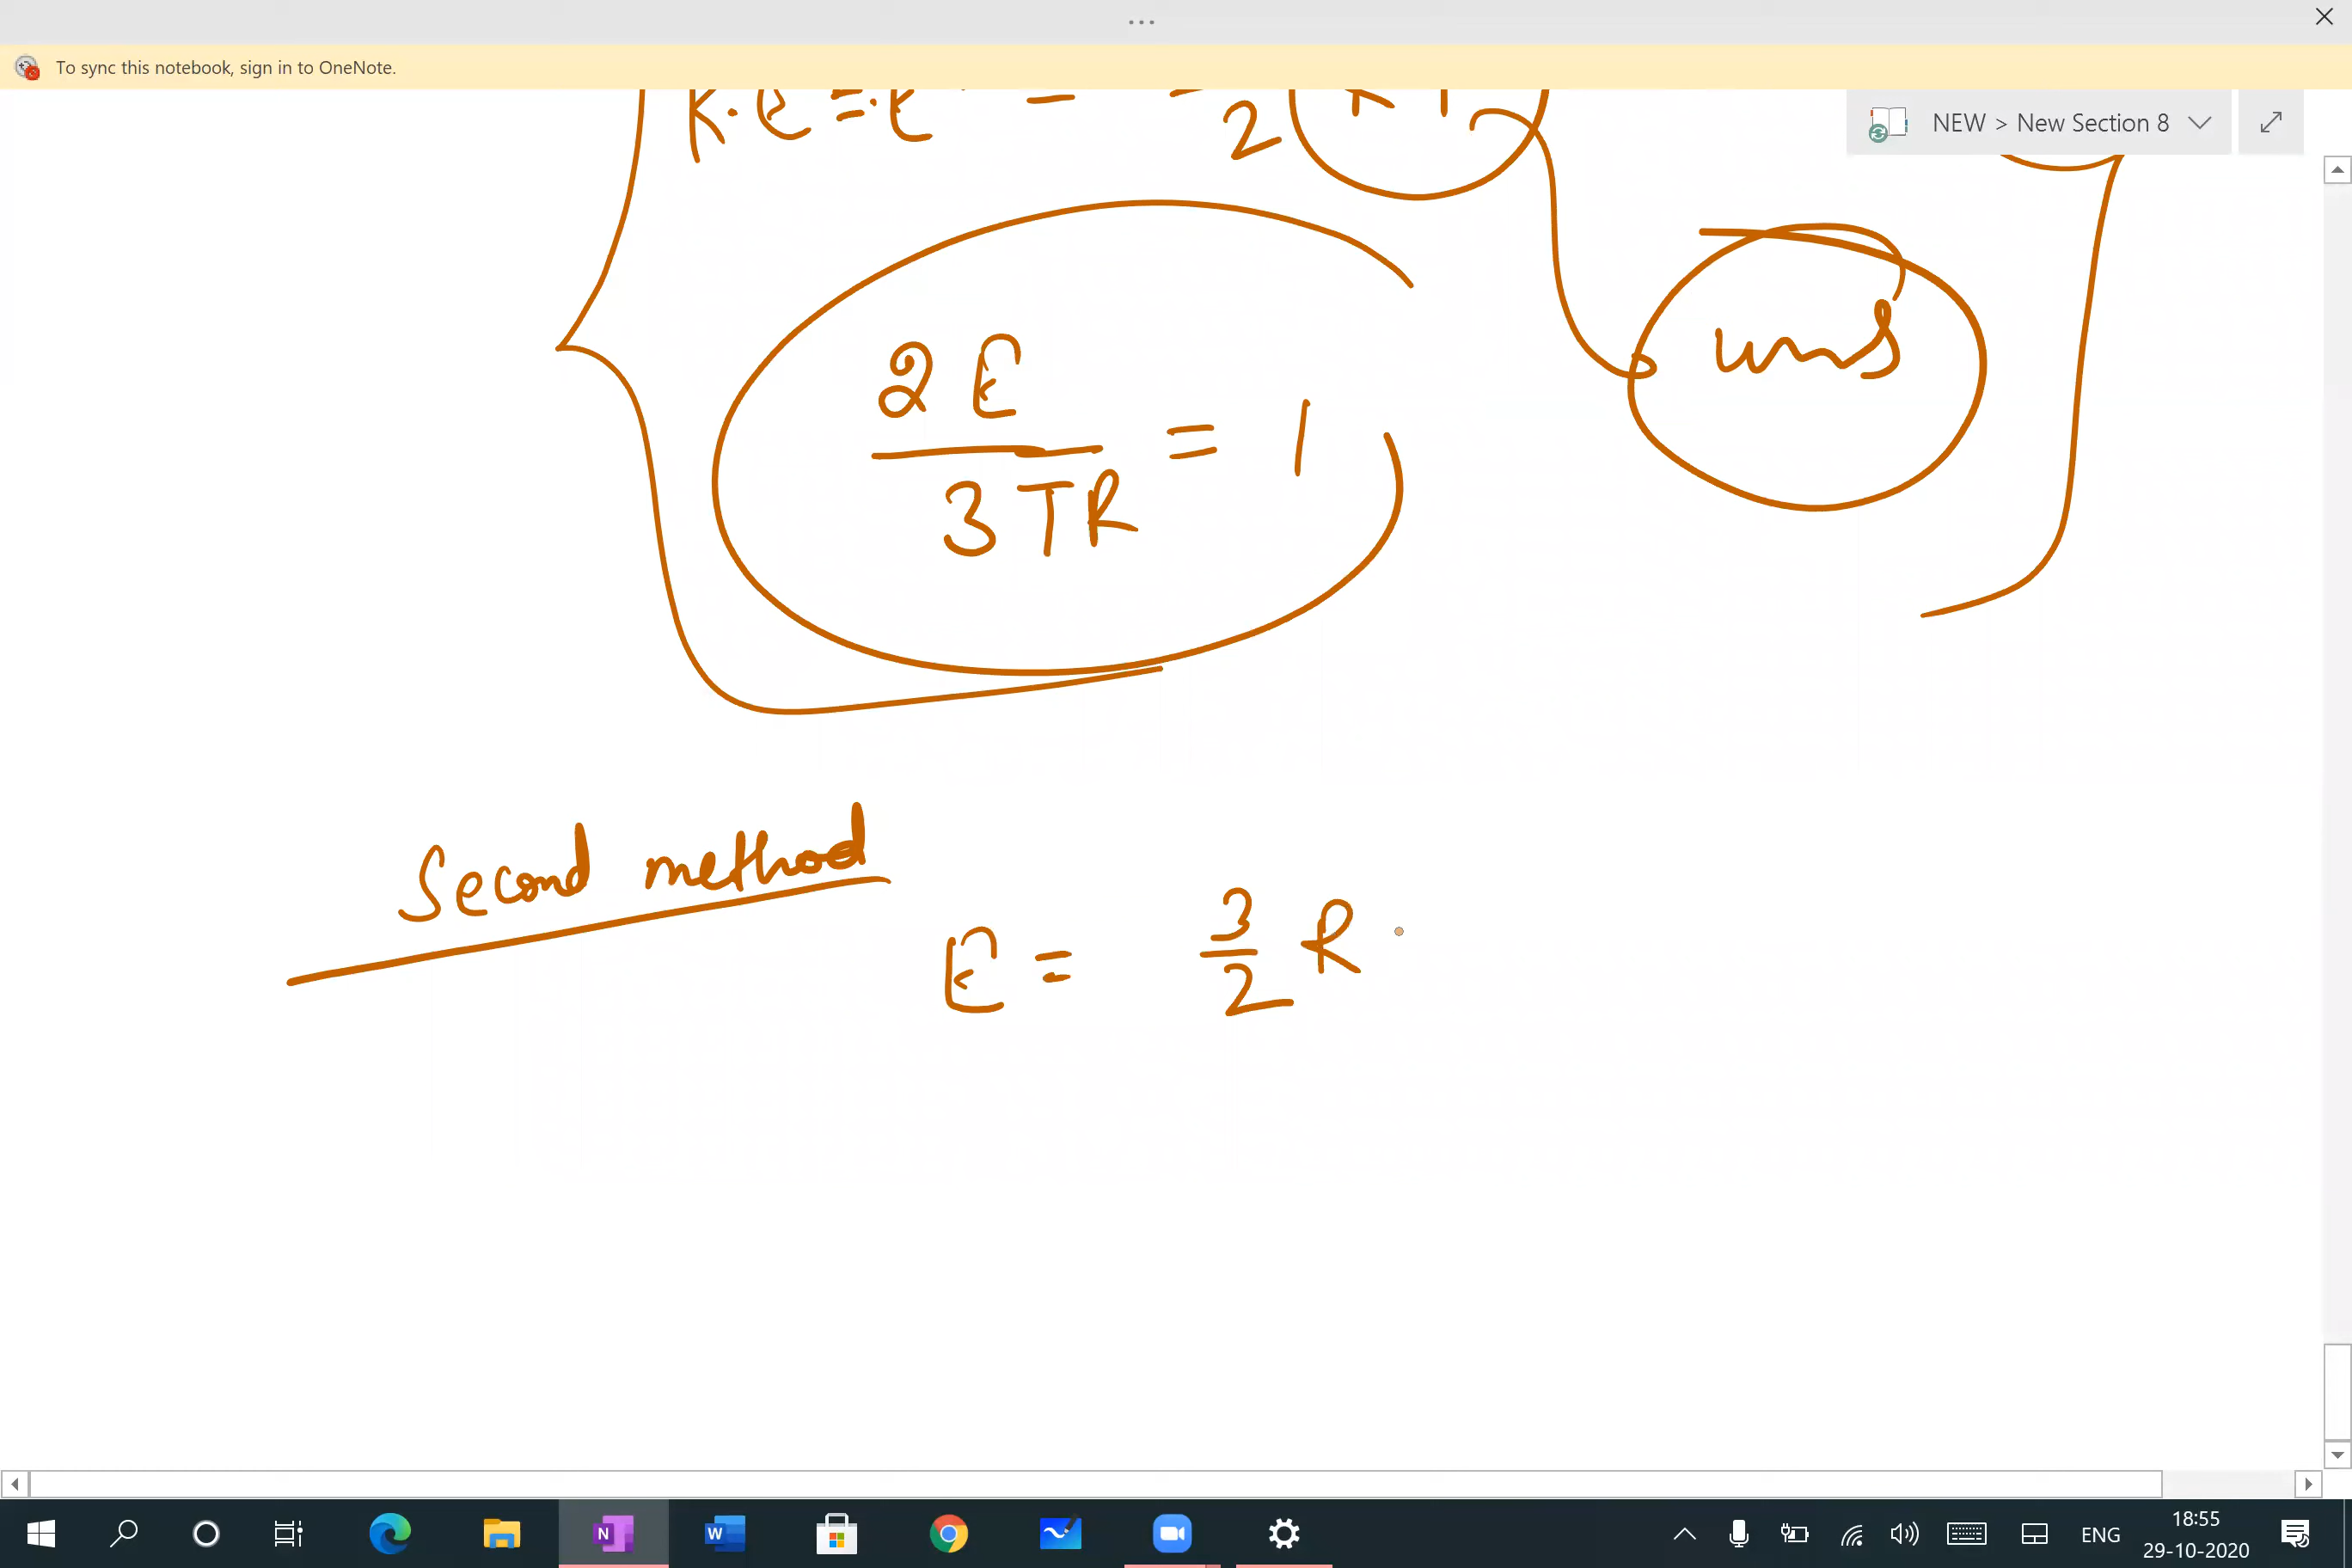 To sync this notebook, sign in to OneNote.
NEW > New Section 8
K.E = E = 2
2E
3TR = 1
Second method
E = 3/2 R
N
W
ENG
18:55
29-10-2020